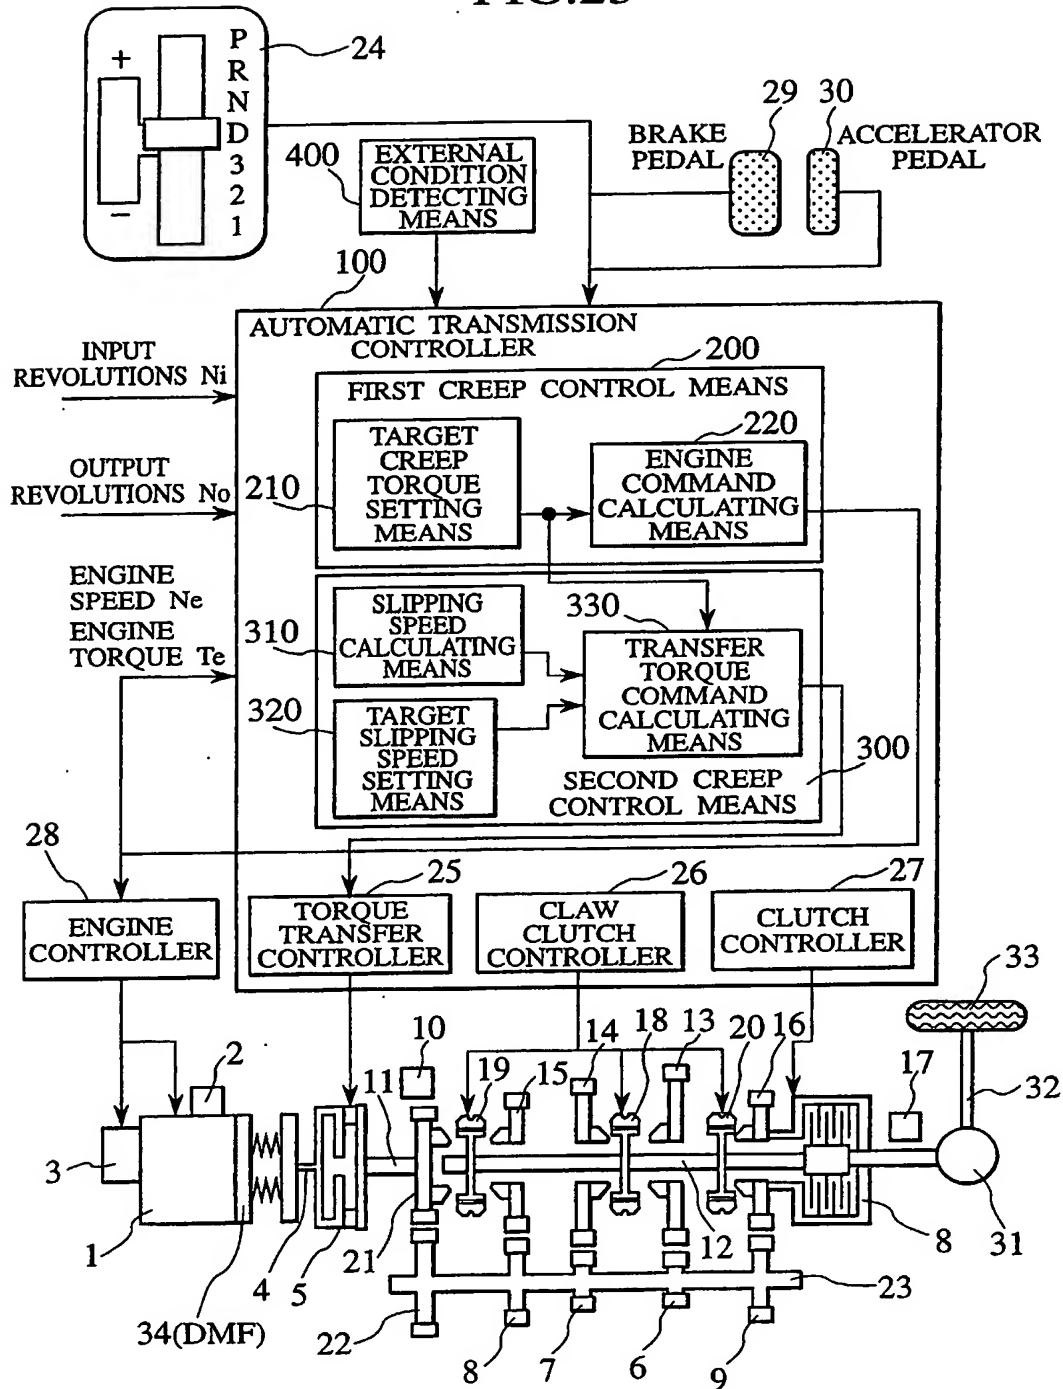 FIG.25
24
+
−
P
R
N
D
3
2
1
400
EXTERNAL
CONDITION
DETECTING
MEANS
29
30
BRAKE
PEDAL
ACCELERATOR
PEDAL
100
AUTOMATIC TRANSMISSION
CONTROLLER
INPUT
REVOLUTIONS Ni
OUTPUT
REVOLUTIONS No
ENGINE
SPEED Ne
ENGINE
TORQUE Te
200
FIRST CREEP CONTROL MEANS
210
TARGET
CREEP
TORQUE
SETTING
MEANS
220
ENGINE
COMMAND
CALCULATING
MEANS
310
SLIPPING
SPEED
CALCULATING
MEANS
320
TARGET
SLIPPING
SPEED
SETTING
MEANS
330
TRANSFER
TORQUE
COMMAND
CALCULATING
MEANS
300
SECOND CREEP
CONTROL MEANS
28
ENGINE
CONTROLLER
25
TORQUE
TRANSFER
CONTROLLER
26
CLAW
CLUTCH
CONTROLLER
27
CLUTCH
CONTROLLER
33
10
14
18
13
20
16
17
2
11
19
15
32
3
1
4
5
21
12
8
31
34(DMF)
22
8
7
6
9
23